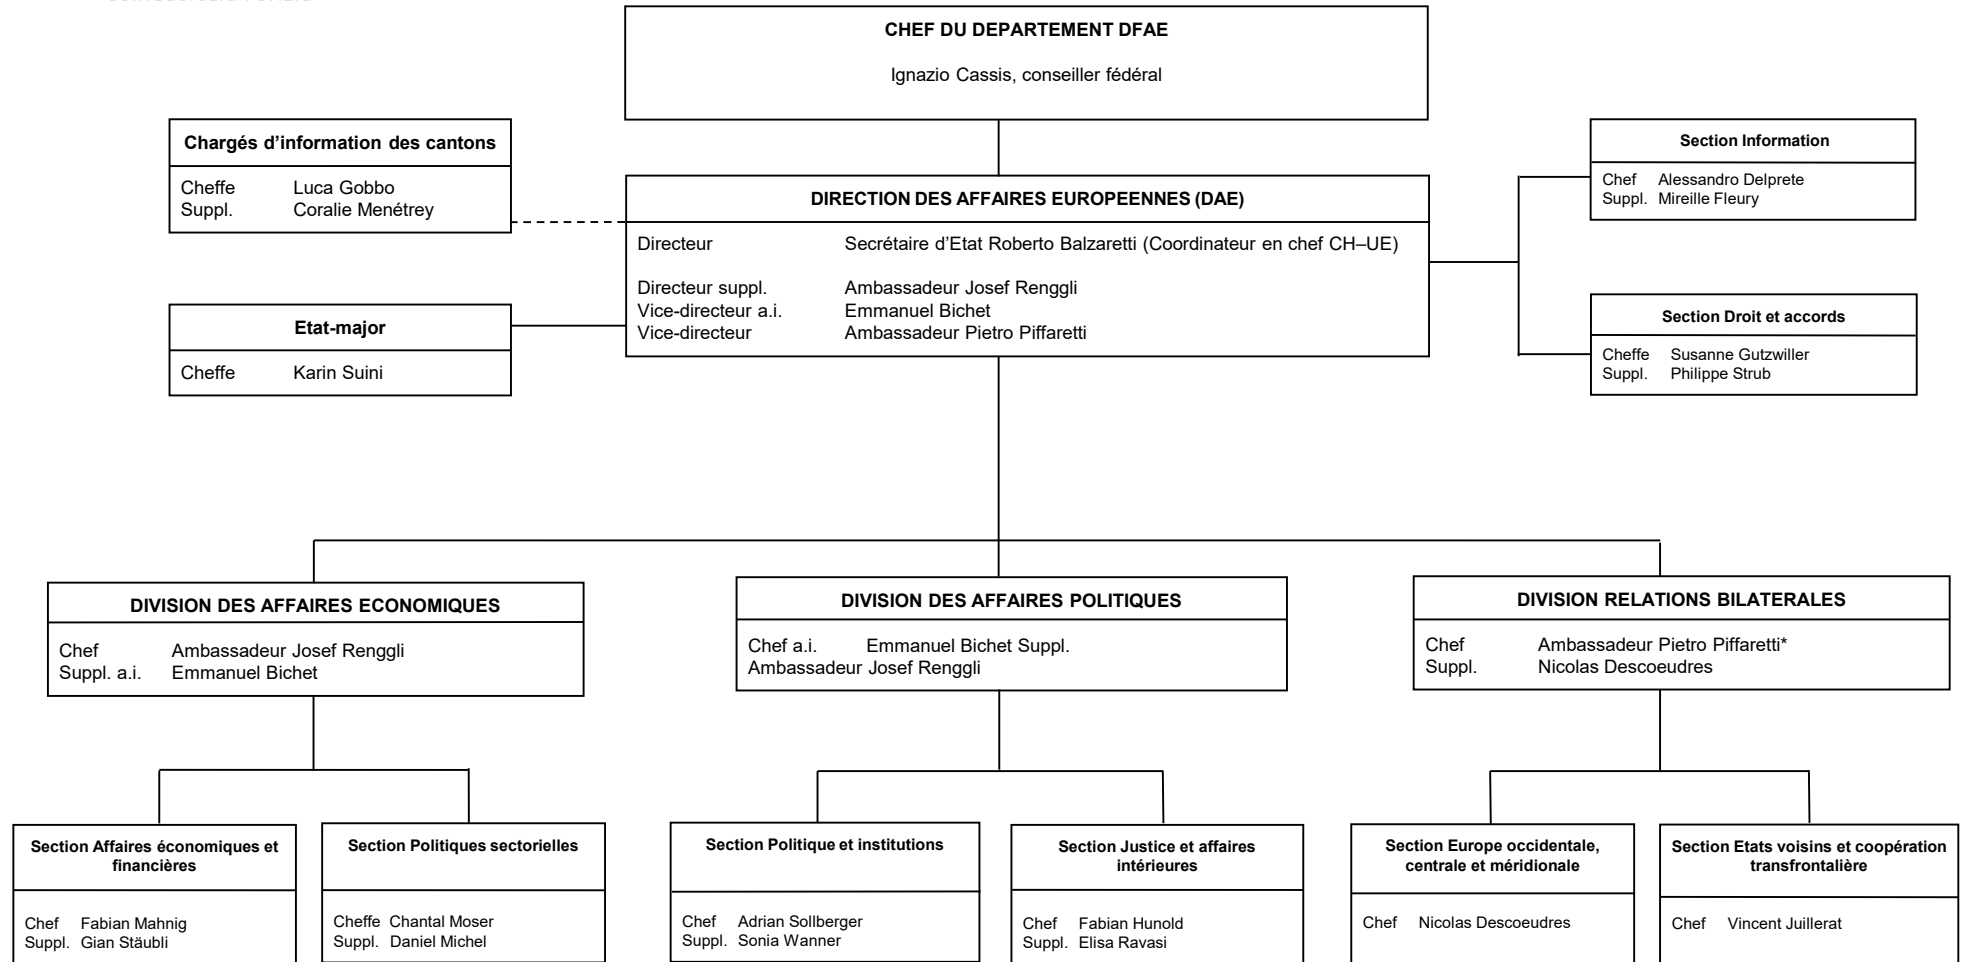 CHEF DU DEPARTEMENT DFAE
Ignazio Cassis, conseiller fédéral
Chargés d’information des cantons
Cheffe Luca Gobbo
Suppl. Coralie Menétrey
Section Information
Chef Alessandro Delprete
Suppl. Mireille Fleury
DIRECTION DES AFFAIRES EUROPEENNES (DAE)
Directeur Secrétaire d’Etat Roberto Balzaretti (Coordinateur en chef CH–UE)
Directeur suppl. Ambassadeur Josef Renggli
Vice-directeur a.i. Emmanuel Bichet
Vice-directeur Ambassadeur Pietro Piffaretti
Etat-major
Cheffe Karin Suini
Section Droit et accords
Cheffe Susanne Gutzwiller
Suppl. Philippe Strub
DIVISION DES AFFAIRES ECONOMIQUES
Chef Ambassadeur Josef Renggli
Suppl. a.i. Emmanuel Bichet
DIVISION DES AFFAIRES POLITIQUES
Chef a.i. Emmanuel Bichet Suppl.
Ambassadeur Josef Renggli
DIVISION RELATIONS BILATERALES
Chef Ambassadeur Pietro Piffaretti*
Suppl. Nicolas Descoeudres
Section Affaires économiques et
financières
Chef Fabian Mahnig
Suppl. Gian Stäubli
Section Politiques sectorielles
Cheffe Chantal Moser
Suppl. Daniel Michel
Section Politique et institutions
Chef Adrian Sollberger
Suppl. Sonia Wanner
Section Justice et affaires
intérieures
Chef Fabian Hunold
Suppl. Elisa Ravasi
Section Europe occidentale,
centrale et méridionale
Chef Nicolas Descoeudres
Section Etats voisins et coopération
transfrontalière
Chef Vincent Juillerat